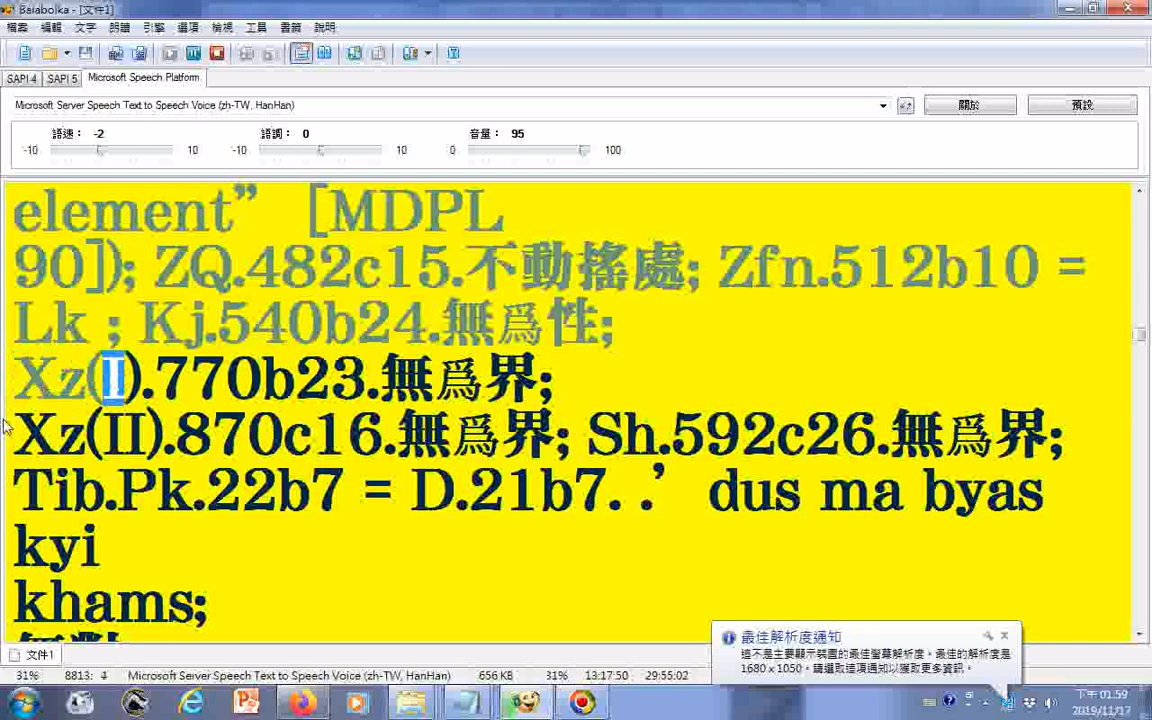 Balabolka - [文件1]
檔案 編輯 文字 朗讀 引擎 選項 檢視 工具 書籤 說明
SAPI 4 SAPI 5 Microsoft Speech Platform
Microsoft Server Speech Text to Speech Voice (zh-TW, HanHan)
關於 預設
語速： -2 語調： 0 音量： 95
-10 10 -10 10 0 100
element” [MDPL
90]); ZQ.482c15.不動搖處; Zfn.512b10 =
Lk ; Kj.540b24.無爲性;
Xz(I).770b23.無爲界;
Xz(II).870c16.無爲界; Sh.592c26.無爲界;
Tib.Pk.22b7 = D.21b7. .’ dus ma byas
kyi
khams;
最佳解析度通知
這不是主要顯示裝置的最佳螢幕解析度。最佳的解析度是
1680 x 1050。請選取這項通知以獲取更多資訊。
文件1
31% 8813: 4 Microsoft Server Speech Text to Speech Voice (zh-TW, HanHan) 656 KB 31% 13:17:50 29:55:02
下午 01:59
2019/11/17